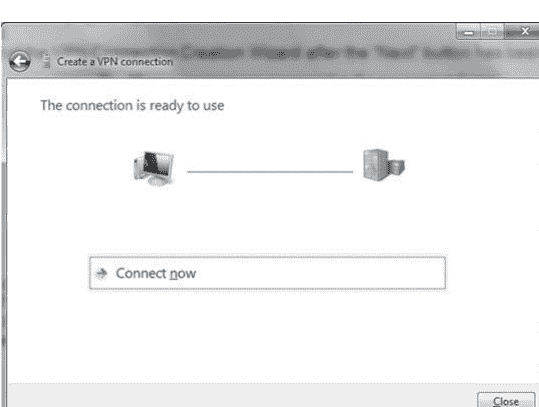 Create a VPN connection
The connection is ready to use
Connect now
Close